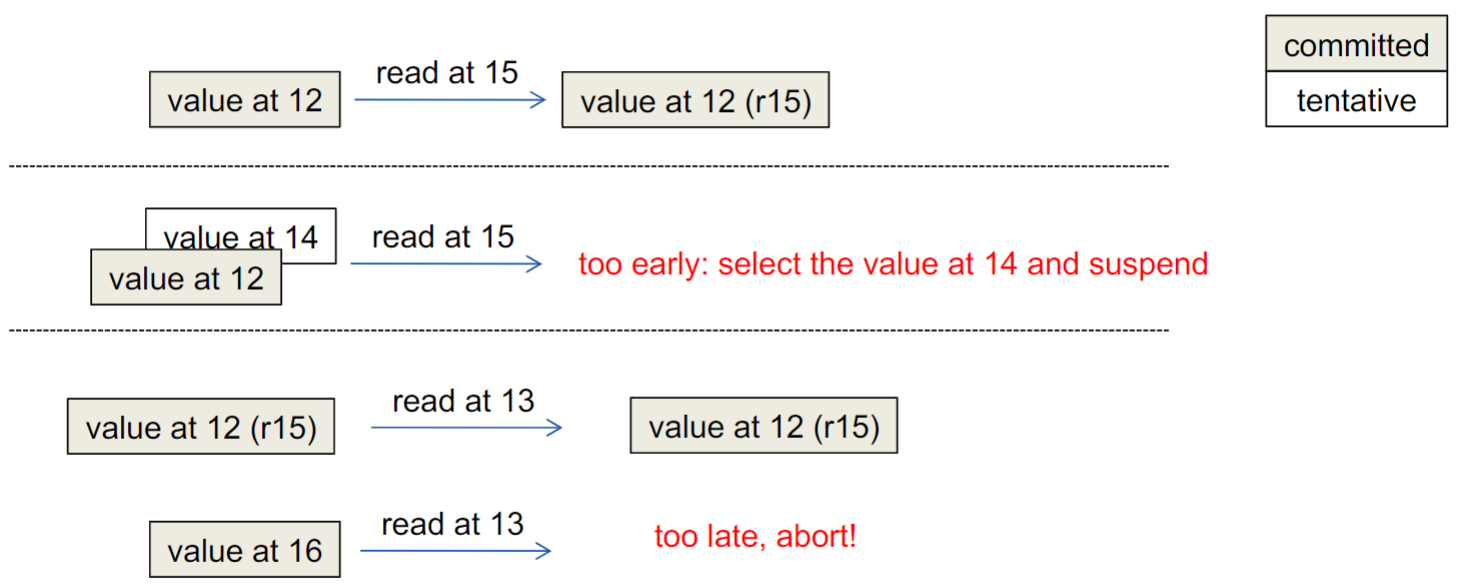 committed
tentative
read at 15
value at 12
value at 12 (r15)
value at 14
read at 15
value at 12
too early: select the value at 14 and suspend
read at 13
value at 12 (r15)
value at 12 (r15)
read at 13
value at 16
too late, abort!